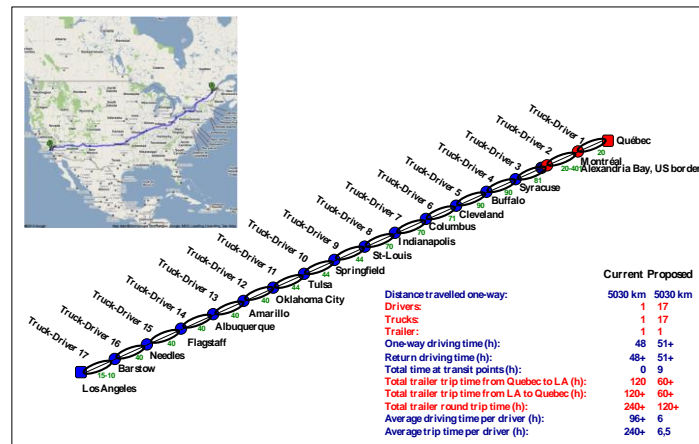 Truck-Driver 1
Truck-Driver 2
Truck-Driver 3
Truck-Driver 4
Truck-Driver 5
Truck-Driver 6
Truck-Driver 7
Truck-Driver 8
Truck-Driver 9
Truck-Driver 10
Truck-Driver 11
Truck-Driver 12
Truck-Driver 13
Truck-Driver 14
Truck-Driver 15
Truck-Driver 16
Truck-Driver 17
Québec
20
Montréal
20-401
Alexandria Bay, US border
81
Syracuse
90
Buffalo
90
Cleveland
71
Columbus
70
Indianapolis
70
St-Louis
44
Springfield
44
Tulsa
44
Oklahoma City
40
Amarillo
40
Albuquerque
40
Flagstaff
40
Needles
40
Barstow
15-10
Los Angeles
Current Proposed
Distance travelled one-way: 5030 km 5030 km
Drivers: 1 17
Trucks: 1 17
Trailer: 1 1
One-way driving time (h): 48 51+
Return driving time (h): 48+ 51+
Total time at transit points (h): 0 9
Total trailer trip time from Quebec to LA (h): 120 60+
Total trailer trip time from LA to Quebec (h): 120+ 60+
Total trailer round trip time (h): 240+ 120+
Average driving time per driver (h): 96+ 6
Average trip time per driver (h): 240+ 6,5